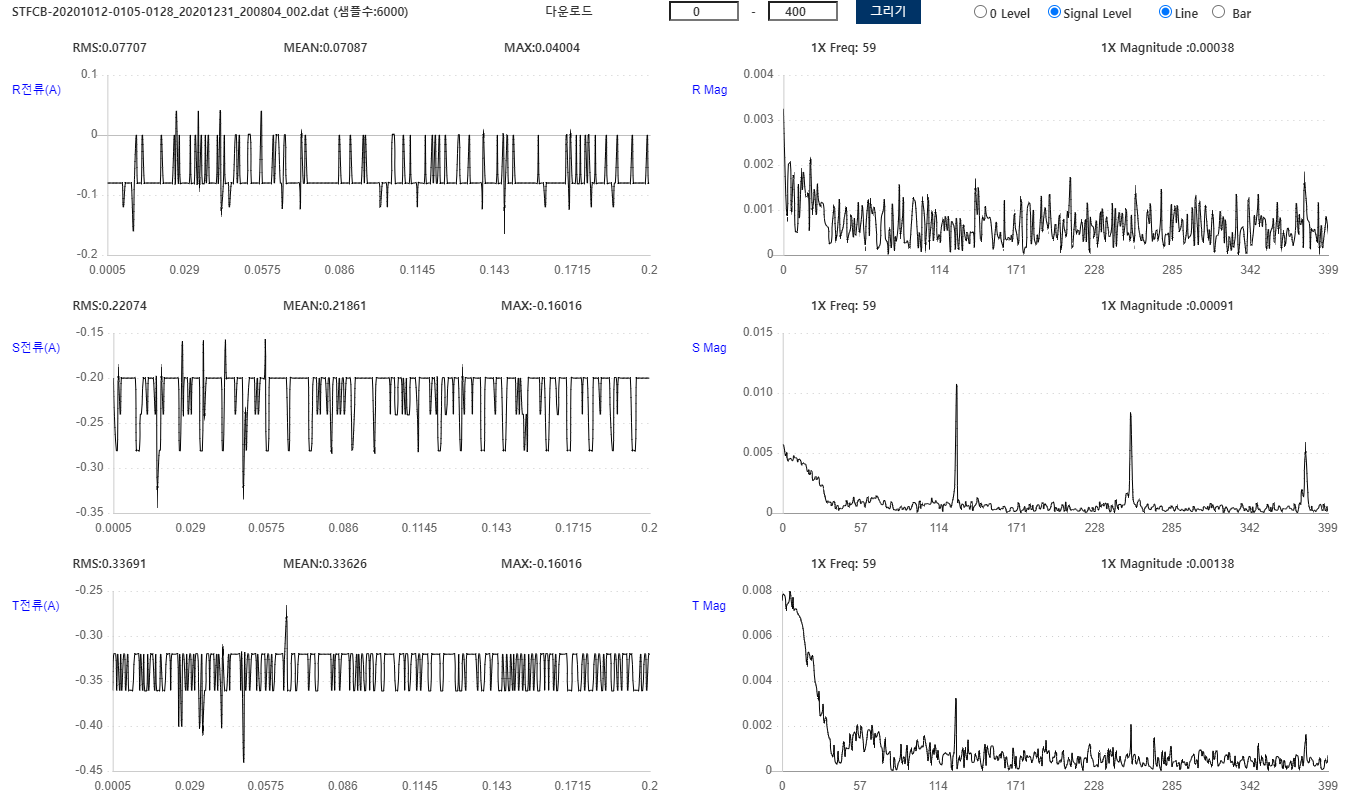 STFCB-20201012-0105-0128_20201231_200804_002.dat (샘플수:6000) 다운로드 0 - 400 그리기 0 Level Signal Level Line Bar
RMS:0.07707 MEAN:0.07087 MAX:0.04004 1X Freq: 59 1X Magnitude :0.00038
R전류(A)
0.1
0
-0.1
-0.2
0.0005 0.029 0.0575 0.086 0.1145 0.143 0.1715 0.2
R Mag
0.004
0.003
0.002
0.001
0
0 57 114 171 228 285 342 399
RMS:0.22074 MEAN:0.21861 MAX:-0.16016 1X Freq: 59 1X Magnitude :0.00091
S전류(A)
-0.15
-0.20
-0.25
-0.30
-0.35
0.0005 0.029 0.0575 0.086 0.1145 0.143 0.1715 0.2
S Mag
0.015
0.010
0.005
0
0 57 114 171 228 285 342 399
RMS:0.33691 MEAN:0.33626 MAX:-0.16016 1X Freq: 59 1X Magnitude :0.00138
T전류(A)
-0.25
-0.30
-0.35
-0.40
-0.45
0.0005 0.029 0.0575 0.086 0.1145 0.143 0.1715 0.2
T Mag
0.008
0.006
0.004
0.002
0
0 57 114 171 228 285 342 399